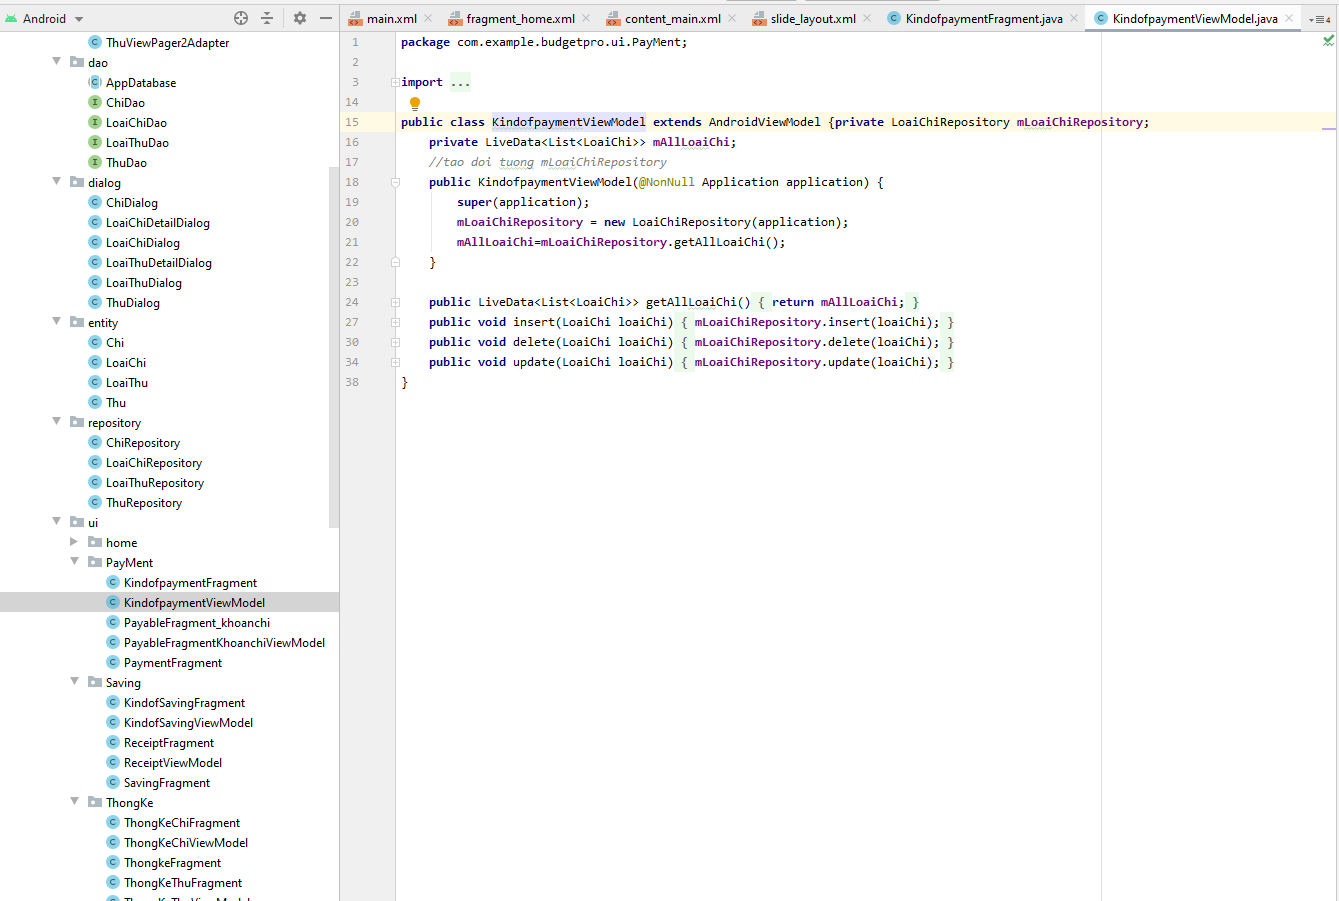 Android
main.xml
fragment_home.xml
content_main.xml
slide_layout.xml
KindofpaymentFragment.java
KindofpaymentViewModel.java
4
ThuViewPager2Adapter
dao
AppDatabase
ChiDao
LoaiChiDao
LoaiThuDao
ThuDao
dialog
ChiDialog
LoaiChiDetailDialog
LoaiChiDialog
LoaiThuDetailDialog
LoaiThuDialog
ThuDialog
entity
Chi
LoaiChi
LoaiThu
Thu
repository
ChiRepository
LoaiChiRepository
LoaiThuRepository
ThuRepository
ui
home
PayMent
KindofpaymentFragment
KindofpaymentViewModel
PayableFragment_khoanchi
PayableFragmentKhoanchiViewModel
PaymentFragment
Saving
KindofSavingFragment
KindofSavingViewModel
ReceiptFragment
ReceiptViewModel
SavingFragment
ThongKe
ThongKeChiFragment
ThongKeChiViewModel
ThongkeFragment
ThongKeThuFragment
1 package com.example.budgetpro.ui.PayMent;
2
3 import ...
14
15 public class KindofpaymentViewModel extends AndroidViewModel {private LoaiChiRepository mLoaiChiRepository;
16 private LiveData<List<LoaiChi>> mAllLoaiChi;
17 //tao doi tuong mLoaiChiRepository
18 public KindofpaymentViewModel(@NonNull Application application) {
19 super(application);
20 mLoaiChiRepository = new LoaiChiRepository(application);
21 mAllLoaiChi=mLoaiChiRepository.getAllLoaiChi();
22 }
23
24 public LiveData<List<LoaiChi>> getAllLoaiChi() { return mAllLoaiChi; }
27 public void insert(LoaiChi loaiChi) { mLoaiChiRepository.insert(loaiChi); }
30 public void delete(LoaiChi loaiChi) { mLoaiChiRepository.delete(loaiChi); }
34 public void update(LoaiChi loaiChi) { mLoaiChiRepository.update(loaiChi); }
38 }